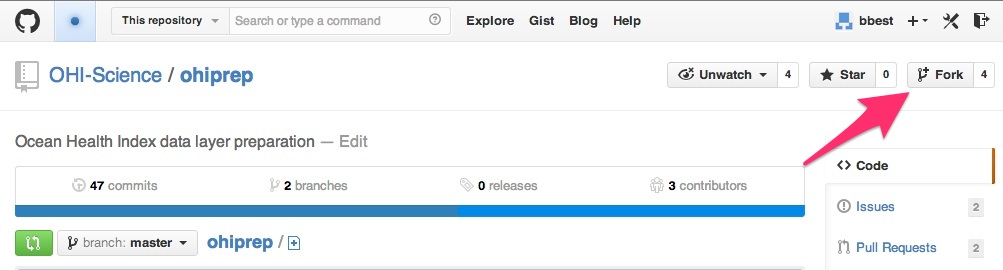 This repository Search or type a command Explore Gist Blog Help bbest
OHI-Science / ohiprep Unwatch 4 Star 0 Fork 4
Ocean Health Index data layer preparation — Edit
47 commits 2 branches 0 releases 3 contributors
Code
Issues 2
branch: master ohiprep /
Pull Requests 2